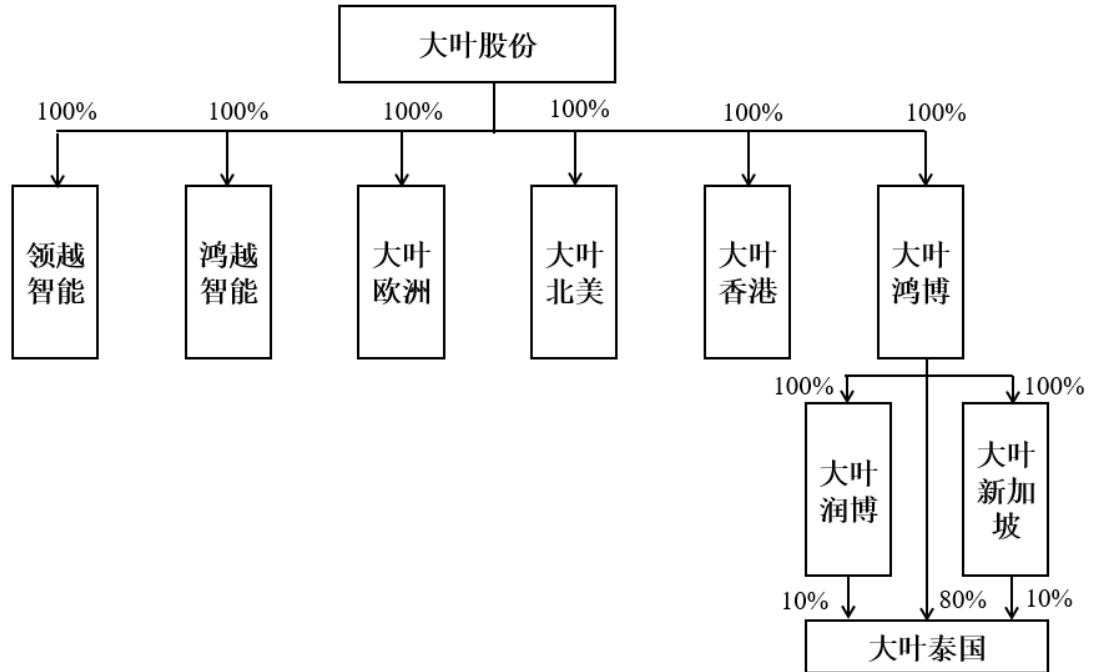 大叶股份
100%
100%
100%
100%
100%
100%
领越
智能
鸿越
智能
大叶
欧洲
大叶
北美
大叶
香港
大叶
鸿博
100%
100%
大叶
润博
大叶
新加
坡
10%
80%
10%
大叶泰国